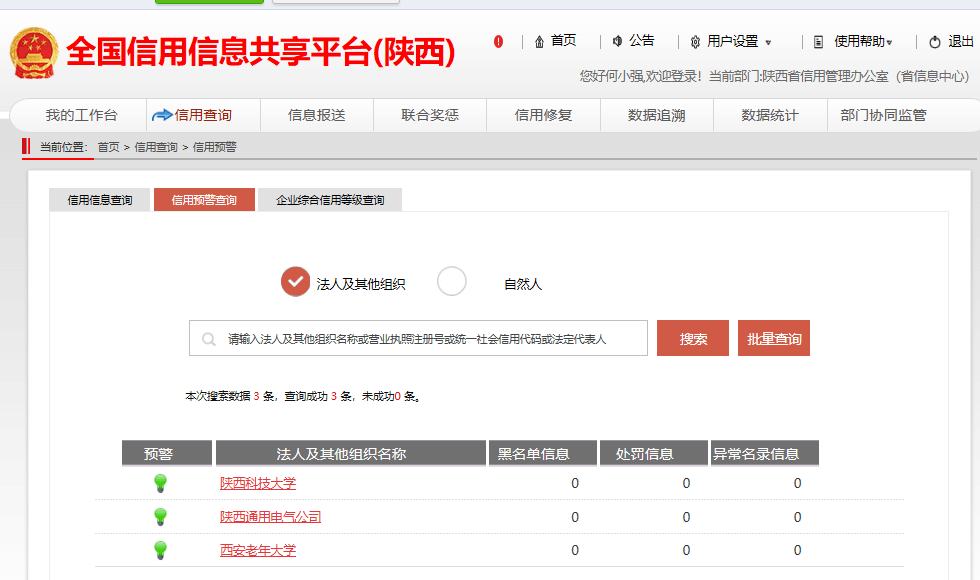 全国信用信息共享平台(陕西)
首页 公告 用户设置 使用帮助 退出
您好何小强,欢迎登录！当前部门:陕西省信用管理办公室（省信息中心）
我的工作台 信用查询 信息报送 联合奖惩 信用修复 数据追溯 数据统计 部门协同监管
当前位置： 首页 > 信用查询 > 信用预警
信用信息查询 信用预警查询 企业综合信用等级查询
法人及其他组织 自然人
请输入法人及其他组织名称或营业执照注册号或统一社会信用代码或法定代表人 搜索 批量查询
本次搜索数据 3 条，查询成功 3 条，未成功0 条。
预警 法人及其他组织名称 黑名单信息 处罚信息 异常名录信息
陕西科技大学 0 0 0
陕西通用电气公司 0 0 0
西安老年大学 0 0 0